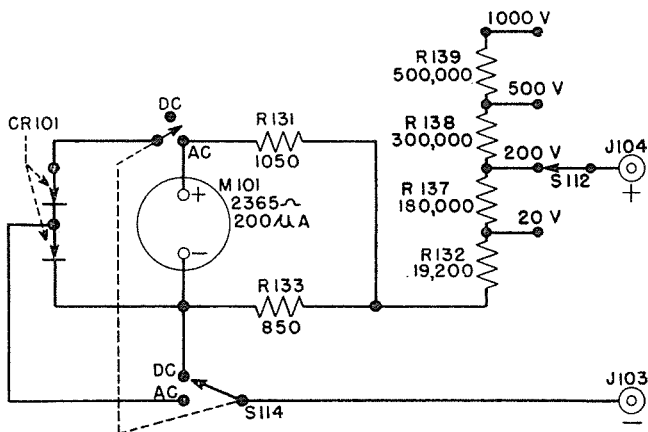 1000 V
R139
500,000
500 V
DC
R138
300,000
CR101
R131
J104
AC
1050
200 V
S112
+
M101
+
2365~
200μA
R137
180,000
20 V
−
R132
19,200
R133
850
J103
DC
AC
S114
−